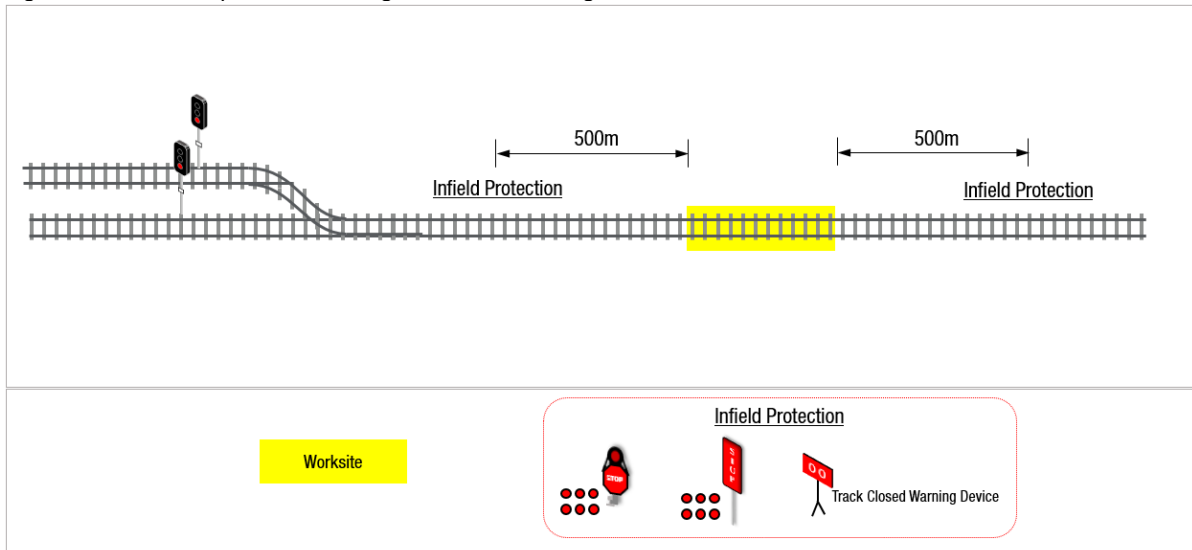 500m
500m
Infield Protection
Infield Protection
Infield Protection
Worksite
STOP
STOP
Track Closed Warning Device